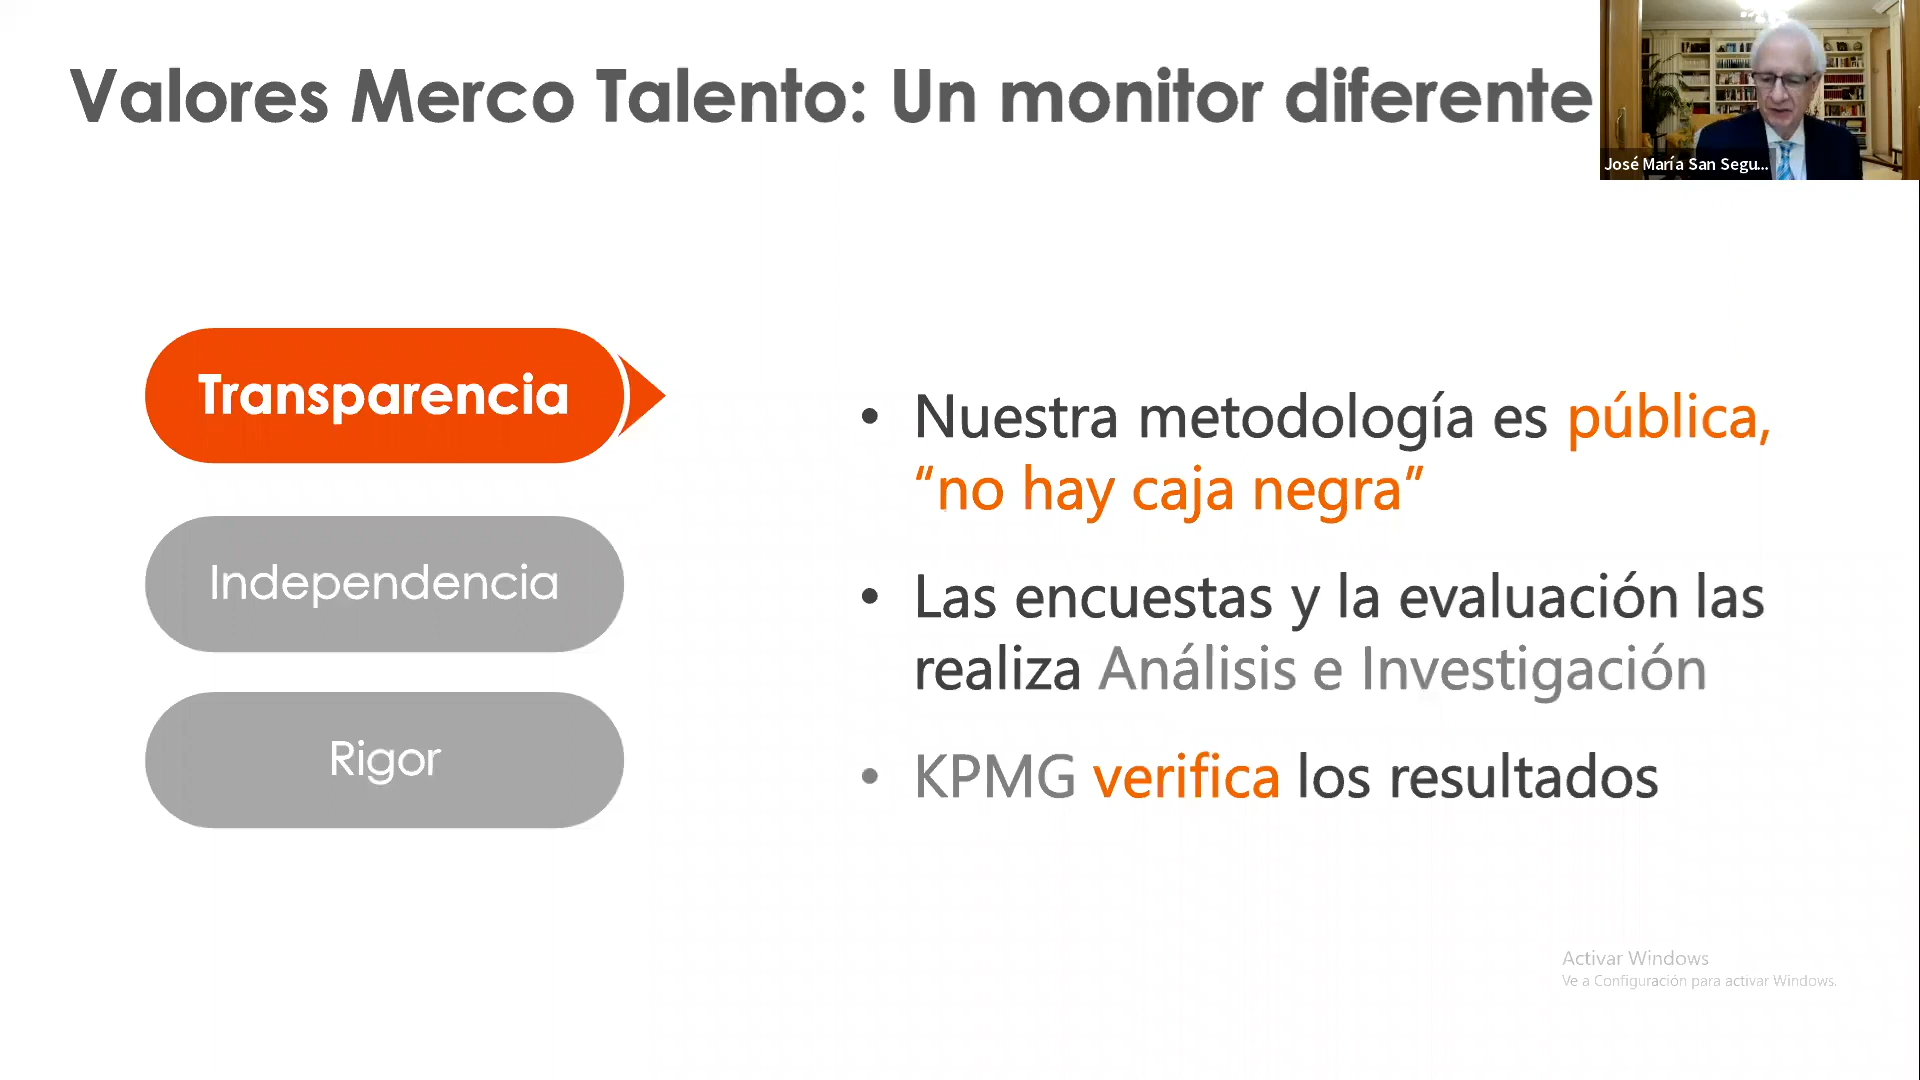 Valores Merco Talento: Un monitor diferente
José María San Segu...
Transparencia
Independencia
Rigor
• Nuestra metodología es pública,
“no hay caja negra”
• Las encuestas y la evaluación las
realiza Análisis e Investigación
• KPMG verifica los resultados
Activar Windows
Ve a Configuración para activar Windows.